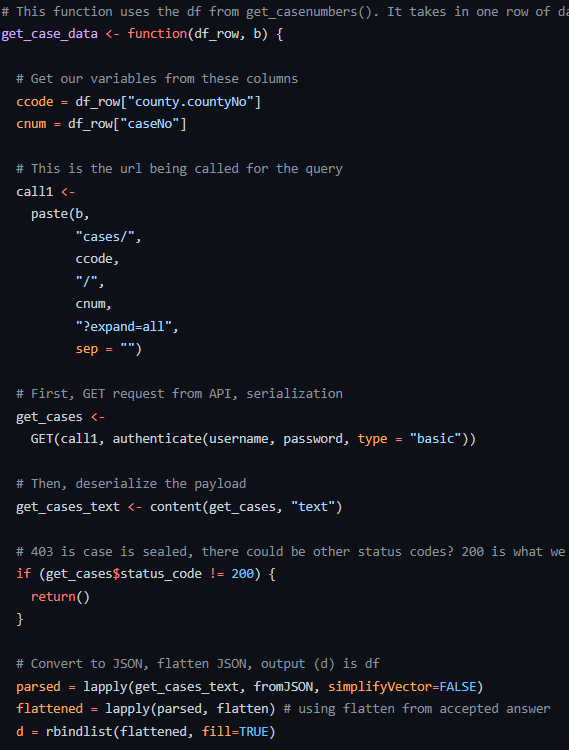 # This function uses the df from get_casenumbers(). It takes in one row of
get_case_data <- function(df_row, b) {
# Get our variables from these columns
ccode = df_row["county.countyNo"]
cnum = df_row["caseNo"]
# This is the url being called for the query
call1 <-
paste(b,
"cases/",
ccode,
"/",
cnum,
"?expand=all",
sep = "")
# First, GET request from API, serialization
get_cases <-
GET(call1, authenticate(username, password, type = "basic"))
# Then, deserialize the payload
get_cases_text <- content(get_cases, "text")
# 403 is case is sealed, there could be other status codes? 200 is what we
if (get_cases$status_code != 200) {
return()
}
# Convert to JSON, flatten JSON, output (d) is df
parsed = lapply(get_cases_text, fromJSON, simplifyVector=FALSE)
flattened = lapply(parsed, flatten) # using flatten from accepted answer
d = rbindlist(flattened, fill=TRUE)